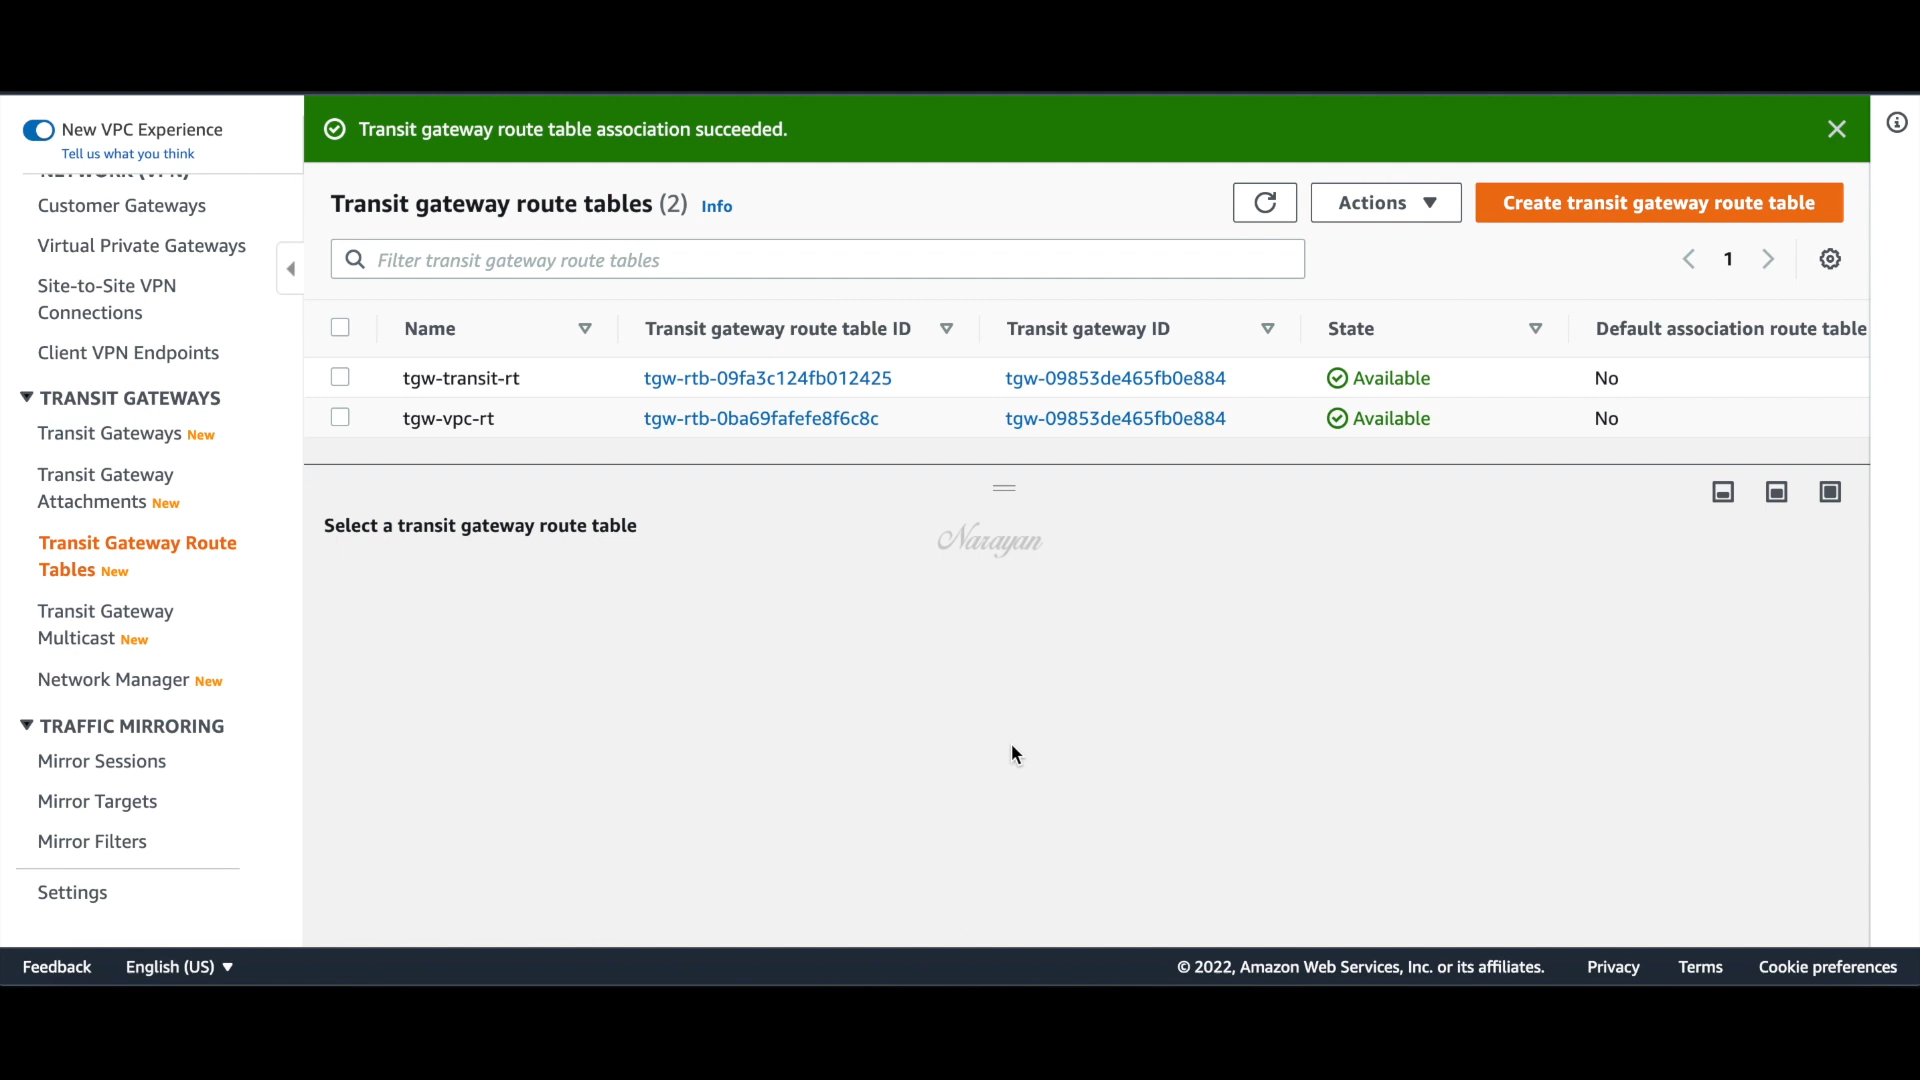 New VPC Experience
Tell us what you think
Customer Gateways
Virtual Private Gateways
Site-to-Site VPN
Connections
Client VPN Endpoints
TRANSIT GATEWAYS
Transit Gateways New
Transit Gateway
Attachments New
Transit Gateway Route
Tables New
Transit Gateway
Multicast New
Network Manager New
TRAFFIC MIRRORING
Mirror Sessions
Mirror Targets
Mirror Filters
Settings
Transit gateway route table association succeeded.
Transit gateway route tables (2) Info
Actions
Create transit gateway route table
Filter transit gateway route tables
1
Name Transit gateway route table ID Transit gateway ID State Default association route table
tgw-transit-rt tgw-rtb-09fa3c124fb012425 tgw-09853de465fb0e884 Available No
tgw-vpc-rt tgw-rtb-0ba69fafefe8f6c8c tgw-09853de465fb0e884 Available No
Select a transit gateway route table
Narayan
Feedback English (US) © 2022, Amazon Web Services, Inc. or its affiliates. Privacy Terms Cookie preferences